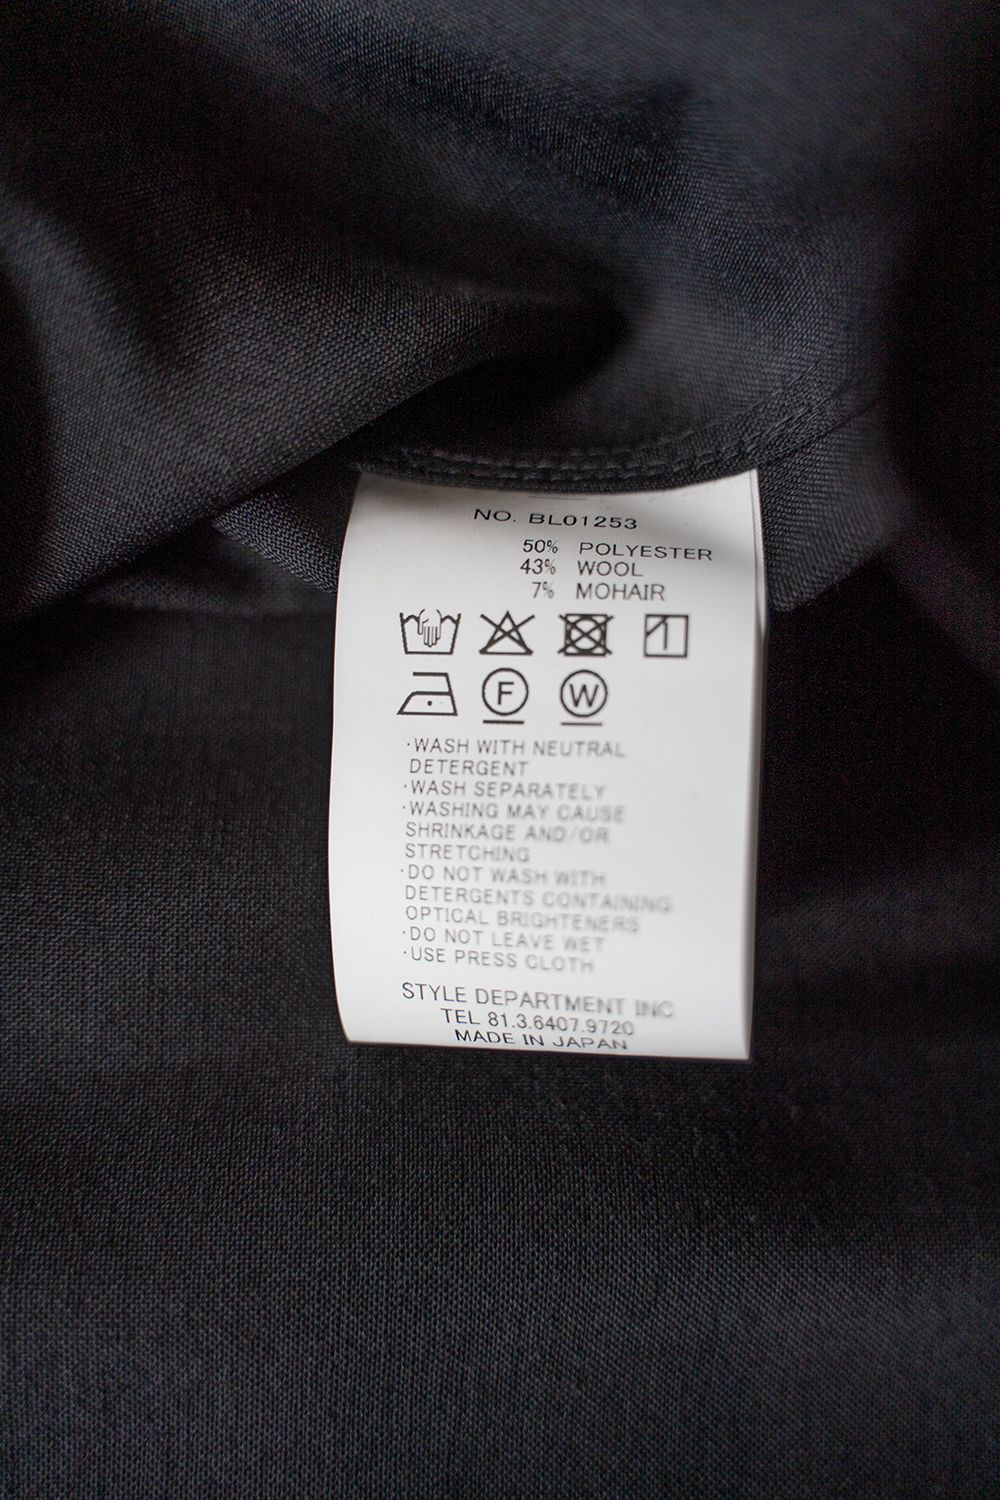 NO. BL01253
50% POLYESTER
43% WOOL
7% MOHAIR
F W
·WASH WITH NEUTRAL
DETERGENT
·WASH SEPARATELY
·WASHING MAY CAUSE
SHRINKAGE AND/OR
STRETCHING
·DO NOT WASH WITH
DETERGENTS CONTAINING
OPTICAL BRIGHTENERS
·DO NOT LEAVE WET
·USE PRESS CLOTH
STYLE DEPARTMENT INC
TEL 81.3.6407.9720
MADE IN JAPAN